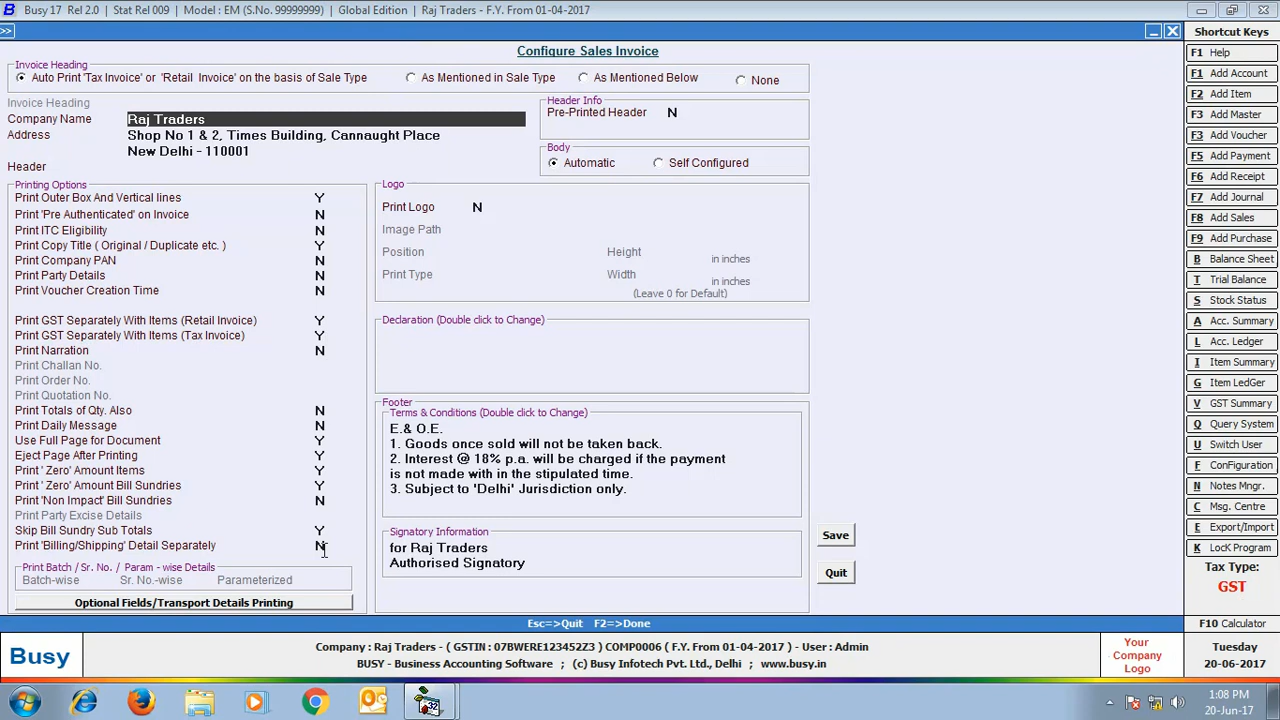 Busy 17 Rel 2.0 | Stat Rel 009 | Model : EM (S.No. 99999999) | Global Edition | Raj Traders - F.Y. From 01-04-2017
>>
Configure Sales Invoice
Invoice Heading
Auto Print 'Tax Invoice' or 'Retail Invoice' on the basis of Sale Type
As Mentioned in Sale Type
As Mentioned Below
None
Invoice Heading
Company Name Raj Traders
Address Shop No 1 & 2, Times Building, Cannaught Place
New Delhi - 110001
Header
Header Info
Pre-Printed Header N
Body
Automatic Self Configured
Printing Options
Print Outer Box And Vertical lines Y
Print 'Pre Authenticated' on Invoice N
Print ITC Eligibility N
Print Copy Title ( Original / Duplicate etc. ) Y
Print Company PAN N
Print Party Details N
Print Voucher Creation Time N
Print GST Separately With Items (Retail Invoice) Y
Print GST Separately With Items (Tax Invoice) Y
Print Narration N
Print Challan No.
Print Order No.
Print Quotation No.
Print Totals of Qty. Also N
Print Daily Message N
Use Full Page for Document Y
Eject Page After Printing Y
Print ' Zero' Amount Items Y
Print ' Zero' Amount Bill Sundries Y
Print 'Non Impact' Bill Sundries N
Print Party Excise Details
Skip Bill Sundry Sub Totals Y
Print 'Billing/Shipping' Detail Separately N
Print Batch / Sr. No. / Param - wise Details
Batch-wise Sr. No.-wise Parameterized
Optional Fields/Transport Details Printing
Logo
Print Logo N
Image Path
Position Height in inches
Print Type Width in inches
(Leave 0 for Default)
Declaration (Double click to Change)
Footer
Terms & Conditions (Double click to Change)
E.& O.E.
1. Goods once sold will not be taken back.
2. Interest @ 18% p.a. will be charged if the payment
is not made with in the stipulated time.
3. Subject to 'Delhi' Jurisdiction only.
Signatory Information
for Raj Traders
Authorised Signatory
Save
Quit
Esc=>Quit F2=>Done
Shortcut Keys
F1 Help
F1 Add Account
F2 Add Item
F3 Add Master
F3 Add Voucher
F5 Add Payment
F6 Add Receipt
F7 Add Journal
F8 Add Sales
F9 Add Purchase
B Balance Sheet
T Trial Balance
S Stock Status
A Acc. Summary
L Acc. Ledger
I Item Summary
G Item LedGer
V GST Summary
Q Query System
U Switch User
F Configuration
N Notes Mngr.
C Msg. Centre
E Export/Import
K LocK Program
Tax Type:
GST
F10 Calculator
Busy
Company : Raj Traders - ( GSTIN : 07BWERE123452Z3 ) COMP0006 ( F.Y. From 01-04-2017 ) - User : Admin
BUSY - Business Accounting Software ; (c) Busy Infotech Pvt. Ltd., Delhi ; www.busy.in
Your
Company
Logo
Tuesday
20-06-2017
32
1:08 PM
20-Jun-17